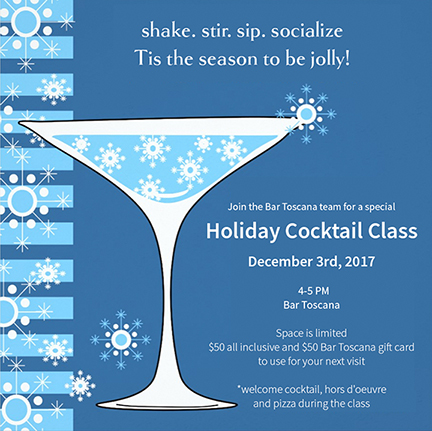 shake. stir. sip. socialize
Tis the season to be jolly!
Join the Bar Toscana team for a special
Holiday Cocktail Class
December 3rd, 2017
4-5 PM
Bar Toscana
Space is limited
$50 all inclusive and $50 Bar Toscana gift card
to use for your next visit
*welcome cocktail, hors d'oeuvre
and pizza during the class